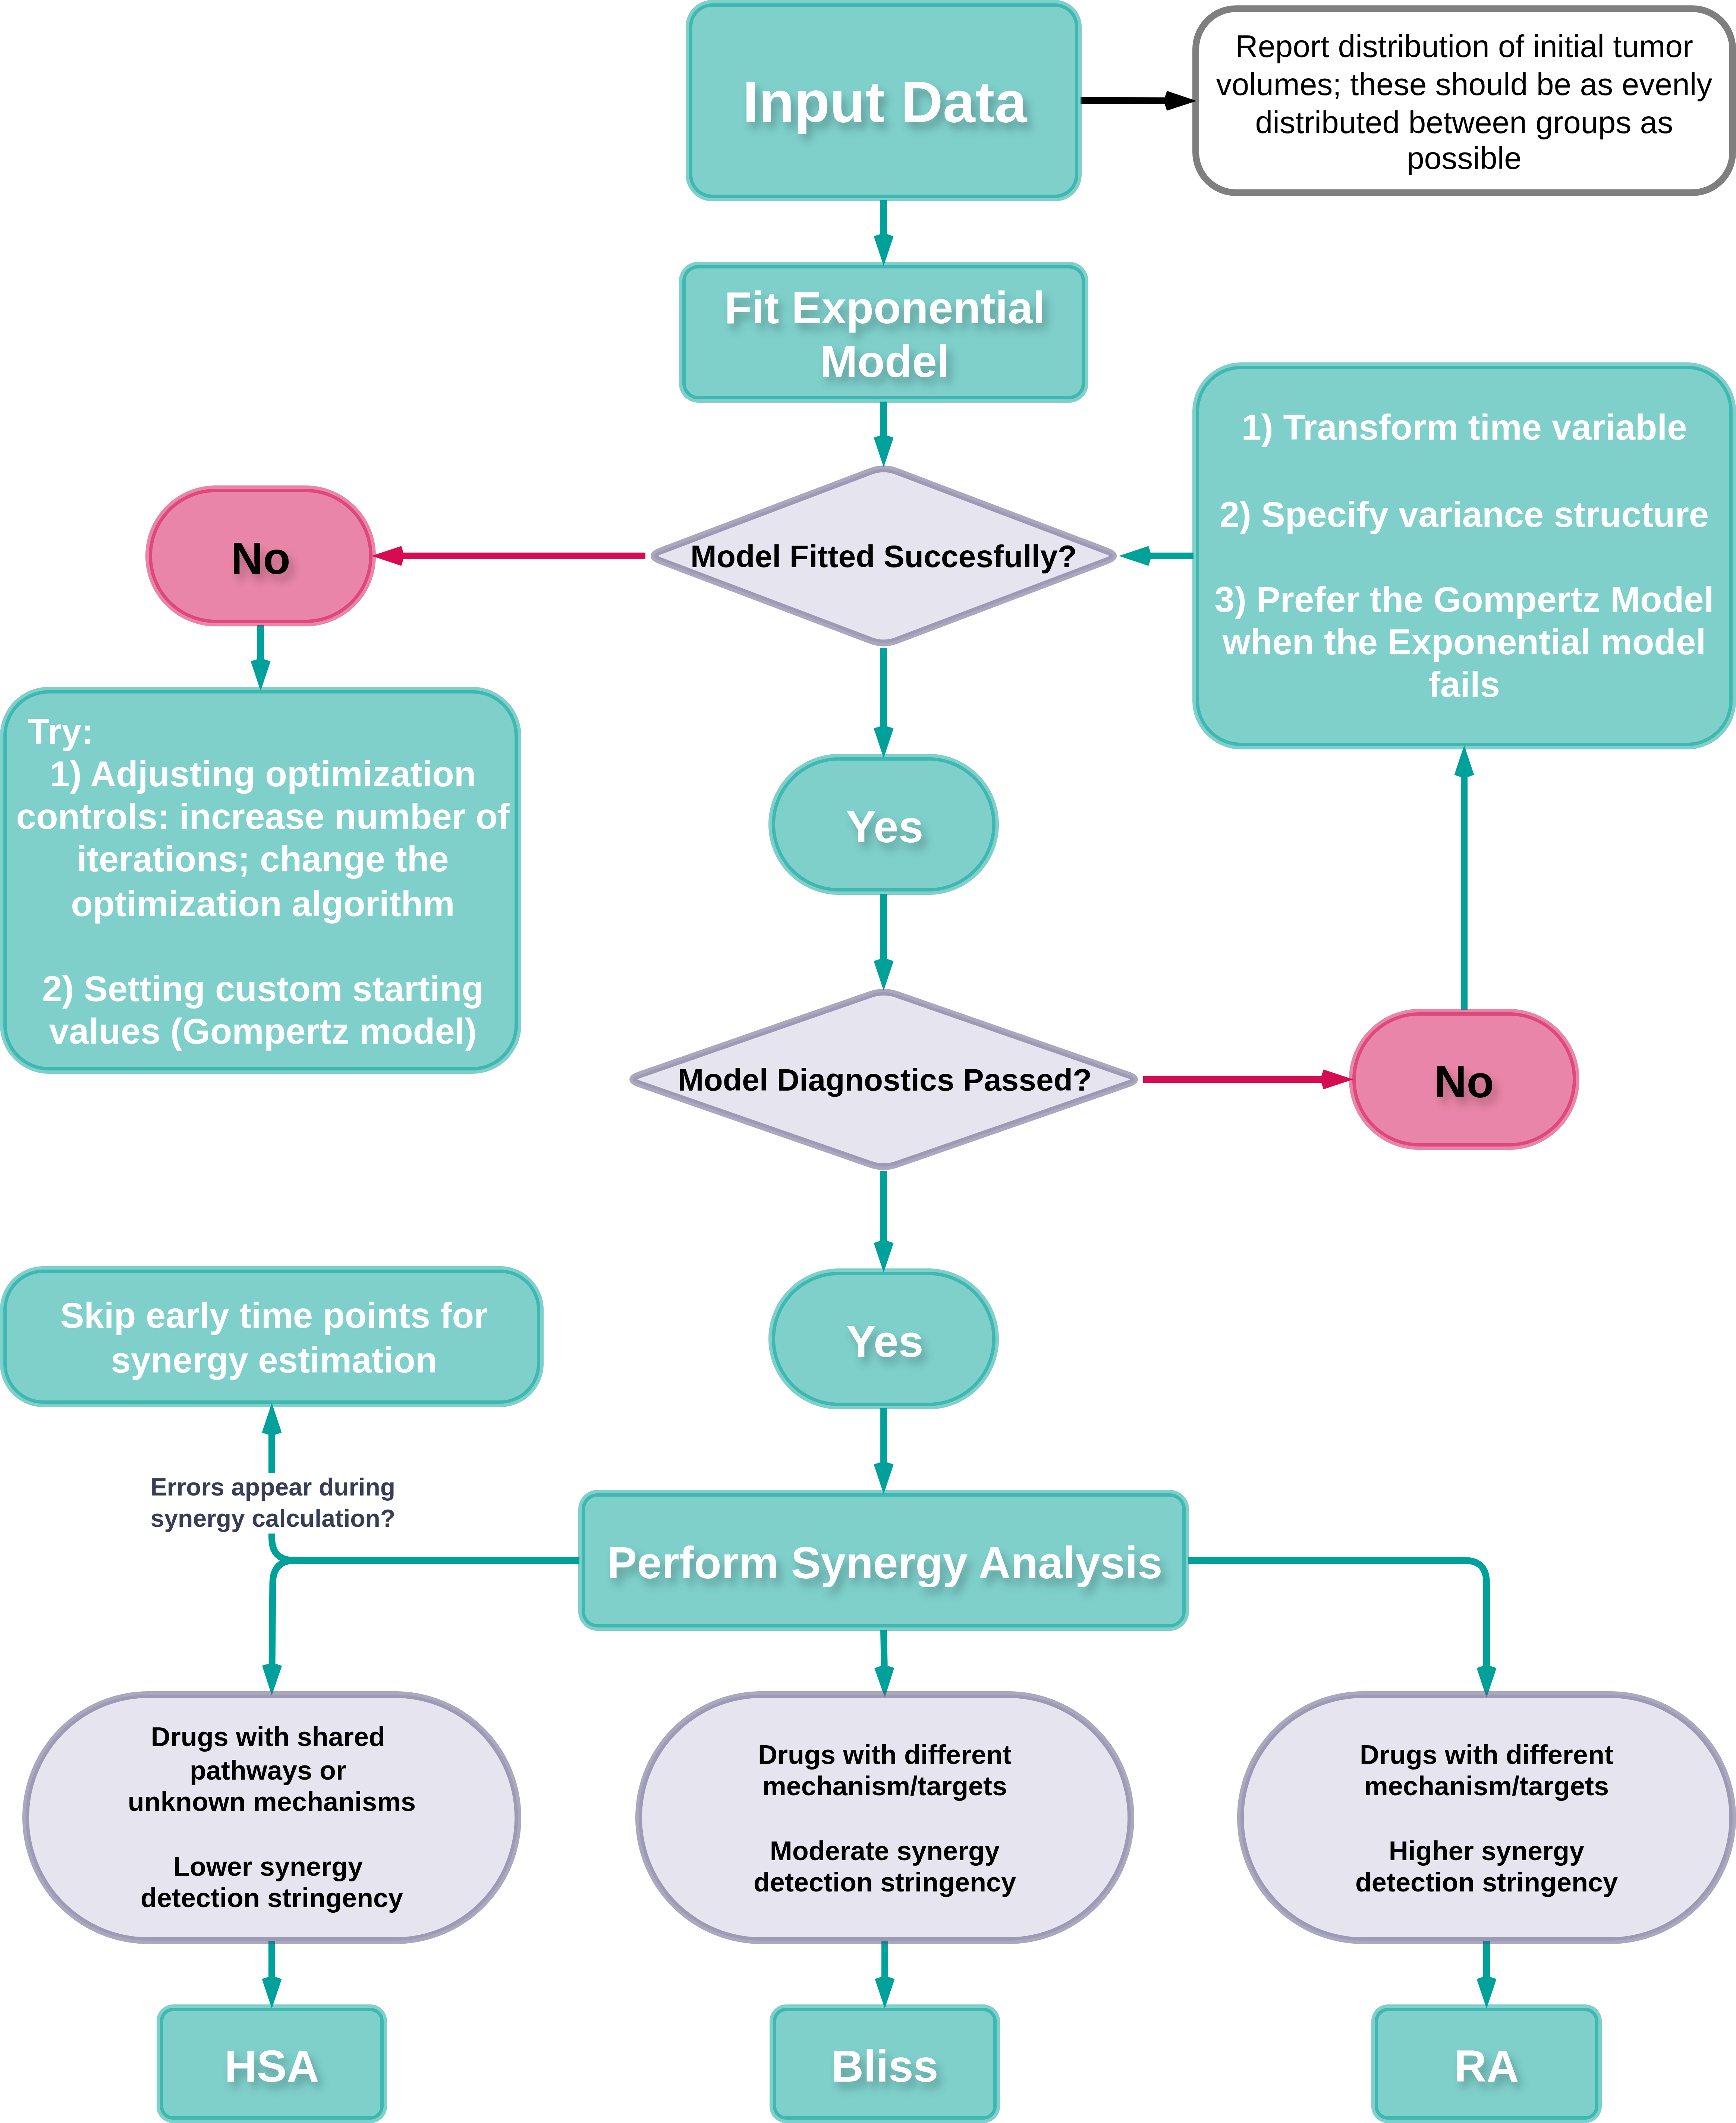 Input Data
Report distribution of initial tumor
volumes; these should be as evenly
distributed between groups as
possible
Fit Exponential
Model
Model Fitted Succesfully?
No
1) Transform time variable
2) Specify variance structure
3) Prefer the Gompertz Model
when the Exponential model
fails
Try:
1) Adjusting optimization
controls: increase number of
iterations; change the
optimization algorithm
2) Setting custom starting
values (Gompertz model)
Yes
Model Diagnostics Passed?
No
Yes
Skip early time points for
synergy estimation
Errors appear during
synergy calculation?
Perform Synergy Analysis
Drugs with shared
pathways or
unknown mechanisms
Lower synergy
detection stringency
Drugs with different
mechanism/targets
Moderate synergy
detection stringency
Drugs with different
mechanism/targets
Higher synergy
detection stringency
HSA
Bliss
RA